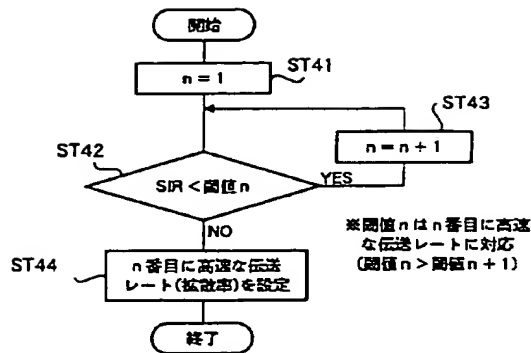 開始
n=1
ST41
ST43
n=n+1
ST42
SIR<閾値n
YES
NO
※閾値nはn番目に高速
な伝送レートに対応
(閾値n>閾値n+1)
ST44
n番目に高速な伝送
レート(拡散率)を設定
終了